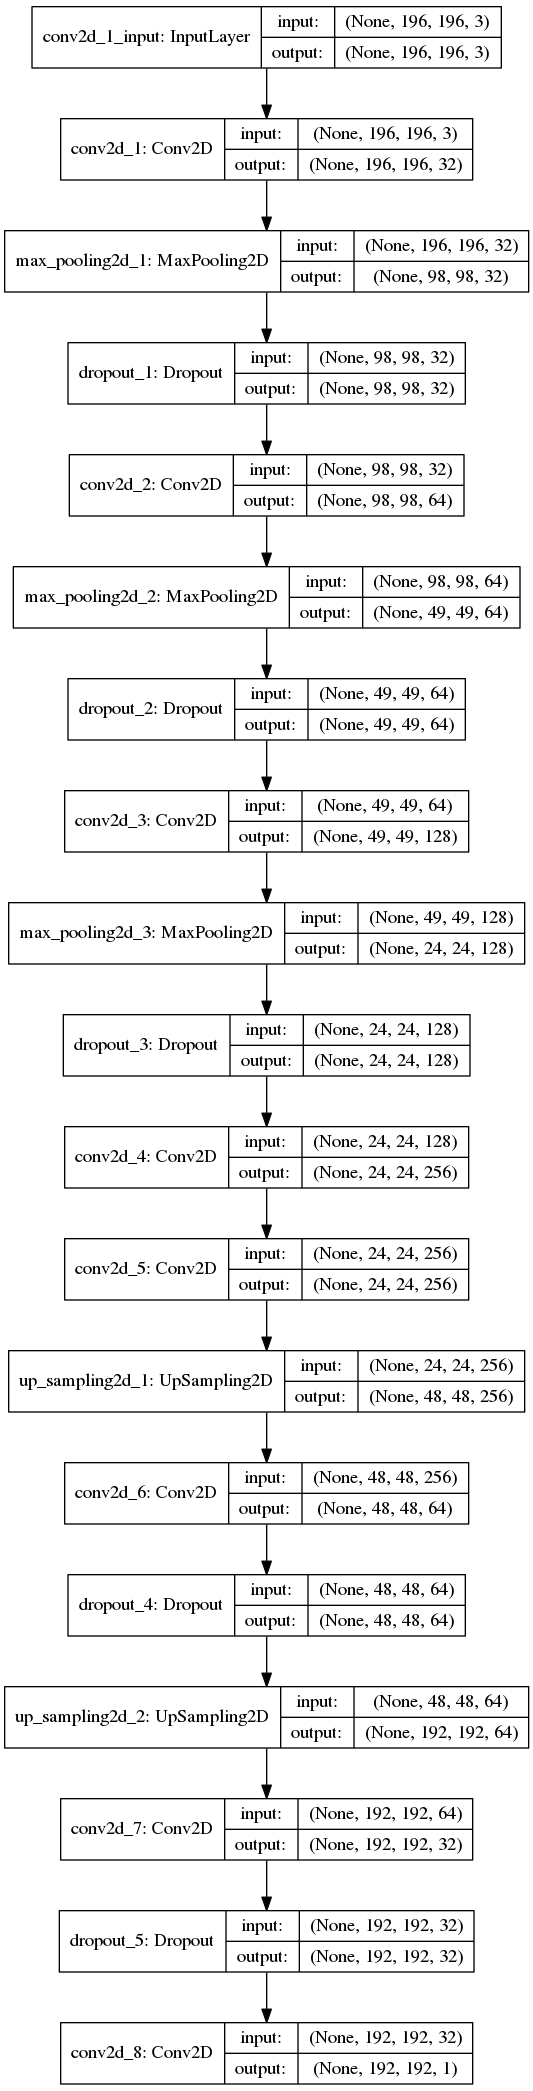 conv2d_1_input: InputLayer
input: (None, 196, 196, 3)
output: (None, 196, 196, 3)
conv2d_1: Conv2D
input: (None, 196, 196, 3)
output: (None, 196, 196, 32)
max_pooling2d_1: MaxPooling2D
input: (None, 196, 196, 32)
output: (None, 98, 98, 32)
dropout_1: Dropout
input: (None, 98, 98, 32)
output: (None, 98, 98, 32)
conv2d_2: Conv2D
input: (None, 98, 98, 32)
output: (None, 98, 98, 64)
max_pooling2d_2: MaxPooling2D
input: (None, 98, 98, 64)
output: (None, 49, 49, 64)
dropout_2: Dropout
input: (None, 49, 49, 64)
output: (None, 49, 49, 64)
conv2d_3: Conv2D
input: (None, 49, 49, 64)
output: (None, 49, 49, 128)
max_pooling2d_3: MaxPooling2D
input: (None, 49, 49, 128)
output: (None, 24, 24, 128)
dropout_3: Dropout
input: (None, 24, 24, 128)
output: (None, 24, 24, 128)
conv2d_4: Conv2D
input: (None, 24, 24, 128)
output: (None, 24, 24, 256)
conv2d_5: Conv2D
input: (None, 24, 24, 256)
output: (None, 24, 24, 256)
up_sampling2d_1: UpSampling2D
input: (None, 24, 24, 256)
output: (None, 48, 48, 256)
conv2d_6: Conv2D
input: (None, 48, 48, 256)
output: (None, 48, 48, 64)
dropout_4: Dropout
input: (None, 48, 48, 64)
output: (None, 48, 48, 64)
up_sampling2d_2: UpSampling2D
input: (None, 48, 48, 64)
output: (None, 192, 192, 64)
conv2d_7: Conv2D
input: (None, 192, 192, 64)
output: (None, 192, 192, 32)
dropout_5: Dropout
input: (None, 192, 192, 32)
output: (None, 192, 192, 32)
conv2d_8: Conv2D
input: (None, 192, 192, 32)
output: (None, 192, 192, 1)